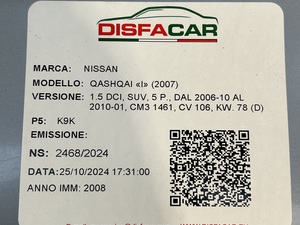 DISFACAR
MARCA: NISSAN
MODELLO: QASHQAI «I» (2007)
VERSIONE: 1.5 DCI, SUV, 5 P., DAL 2006-10 AL
2010-01, CM3 1461, CV 106, KW. 78 (D)
P5: K9K
EMISSIONE:
NS: 2468/2024
DATA:25/10/2024 17:31:00
ANNO IMM: 2008